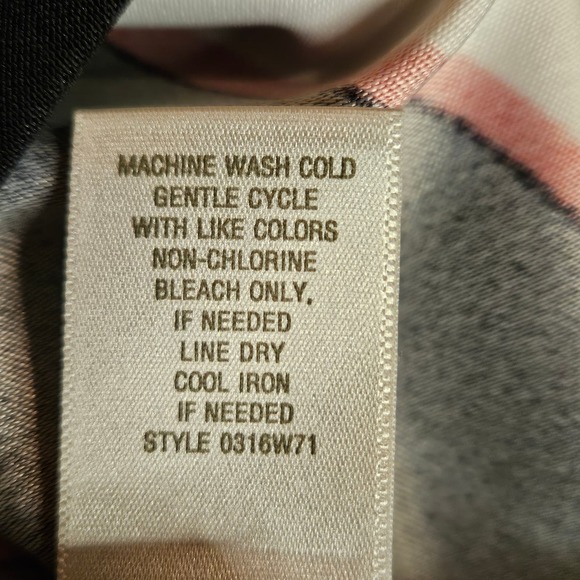 MACHINE WASH COLD
GENTLE CYCLE
WITH LIKE COLORS
NON-CHLORINE
BLEACH ONLY,
IF NEEDED
LINE DRY
COOL IRON
IF NEEDED
STYLE 0316W71